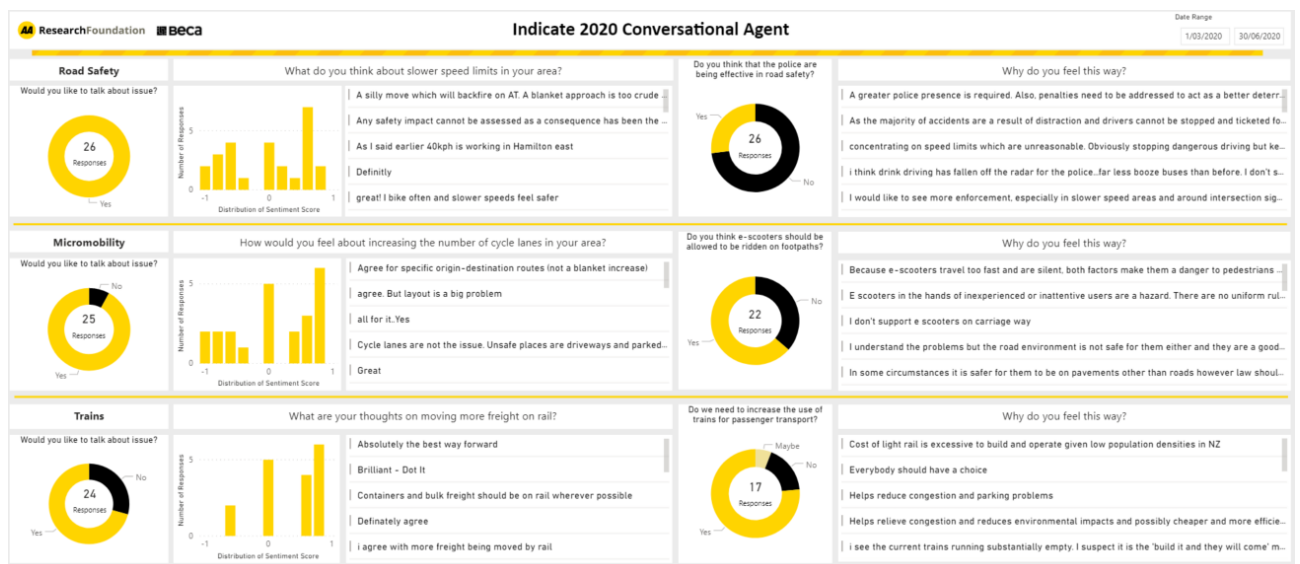 AA ResearchFoundation Beca
Indicate 2020 Conversational Agent
Date Range
1/03/2020 30/06/2020
Road Safety
Would you like to talk about issue?
26
Responses
Yes
What do you think about slower speed limits in your area?
Number of Responses
5
0
-1 0 1
Distribution of Sentiment Score
A silly move which will backfire on AT. A blanket approach is too crude ...
Any safety impact cannot be assessed as a consequence has been the ...
As I said earlier 40kph is working in Hamilton east
Definitly
great! I bike often and slower speeds feel safer
Do you think that the police are
being effective in road safety?
Yes
26
Responses
No
Why do you feel this way?
A greater police presence is required. Also, penalties need to be addressed to act as a better deterr...
As the majority of accidents are a result of distraction and drivers cannot be stopped and ticketed fo...
concentrating on speed limits which are unreasonable. Obviously stopping dangerous driving but ke...
i think drink driving has fallen off the radar for the police..far less booze buses than before. I don't s...
I would like to see more enforcement, especially in slower speed areas and around intersection sig...
Micromobility
Would you like to talk about issue?
No
25
Responses
Yes
How would you feel about increasing the number of cycle lanes in your area?
Number of Responses
5
0
-1 0 1
Distribution of Sentiment Score
Agree for specific origin-destination routes (not a blanket increase)
agree. But layout is a big problem
all for it..Yes
Cycle lanes are not the issue. Unsafe places are driveways and parked...
Great
Do you think e-scooters should be
allowed to be ridden on footpaths?
No
22
Responses
Yes
Why do you feel this way?
Because e-scooters travel too fast and are silent, both factors make them a danger to pedestrians ...
E scooters in the hands of inexperienced or inattentive users are a hazard. There are no uniform rul...
I don't support e scooters on carriage way
I understand the problems but the road environment is not safe for them either and they are a good...
In some circumstances it is safer for them to be on pavements other than roads however law shoul...
Trains
Would you like to talk about issue?
No
24
Responses
Yes
What are your thoughts on moving more freight on rail?
Number of Responses
5
0
-1 0 1
Distribution of Sentiment Score
Absolutely the best way forward
Brilliant - Dot It
Containers and bulk freight should be on rail wherever possible
Definately agree
i agree with more freight being moved by rail
Do we need to increase the use of
trains for passenger transport?
Maybe
No
17
Responses
Yes
Why do you feel this way?
Cost of light rail is excessive to build and operate given low population densities in NZ
Everybody should have a choice
Helps reduce congestion and parking problems
Helps relieve congestion and reduces environmental impacts and possibly cheaper and more efficie...
i see the current trains running substantially empty. I suspect it is the 'build it and they will come' m...